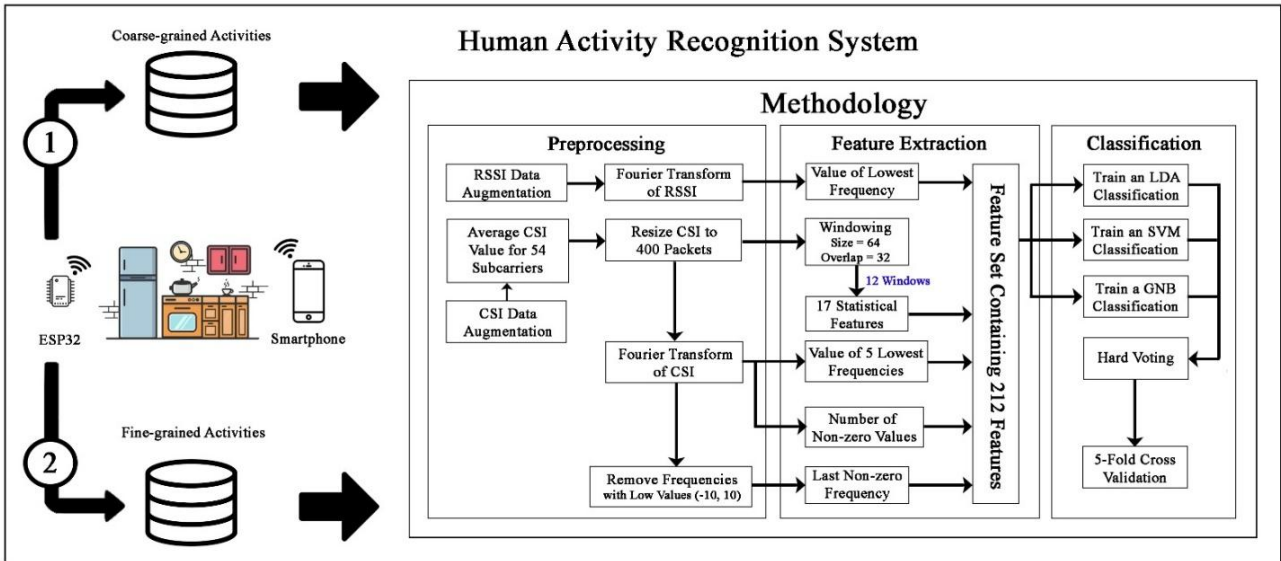 Coarse-grained Activities
1
ESP32
Smartphone
2
Fine-grained Activities
Human Activity Recognition System
Methodology
Preprocessing
RSSI Data
Augmentation
Fourier Transform
of RSSI
Average CSI
Value for 54
Subcarriers
Resize CSI to
400 Packets
CSI Data
Augmentation
Fourier Transform
of CSI
Remove Frequencies
with Low Values (-10, 10)
Feature Extraction
Value of Lowest
Frequency
Windowing
Size = 64
Overlap = 32
12 Windows
17 Statistical
Features
Value of 5 Lowest
Frequencies
Number of
Non-zero Values
Last Non-zero
Frequency
Feature Set Containing 212 Features
Classification
Train an LDA
Classification
Train an SVM
Classification
Train a GNB
Classification
Hard Voting
5-Fold Cross
Validation